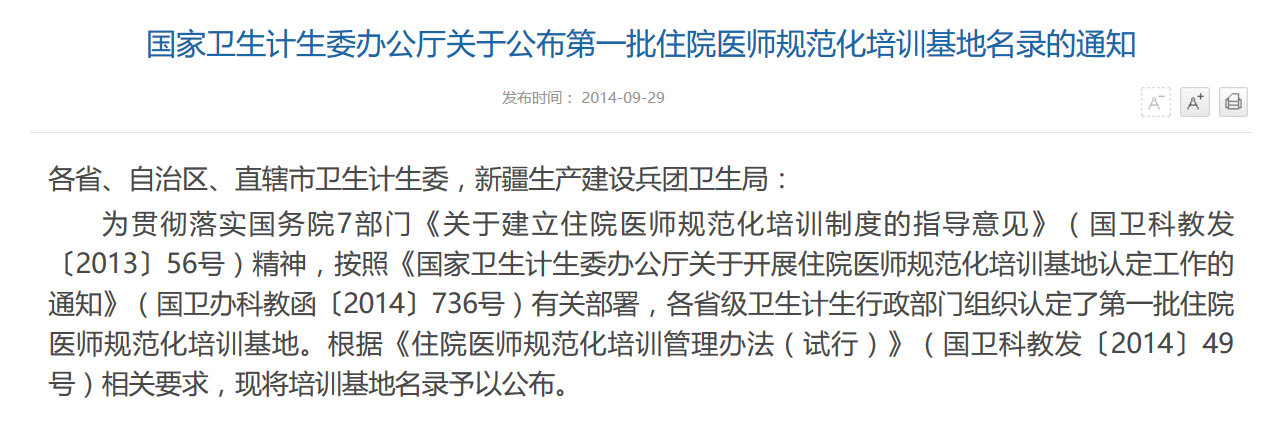 国家卫生计生委办公厅关于公布第一批住院医师规范化培训基地名录的通知
发布时间： 2014-09-29
A- A+
各省、自治区、直辖市卫生计生委，新疆生产建设兵团卫生局：
为贯彻落实国务院7部门《关于建立住院医师规范化培训制度的指导意见》（国卫科教发
〔2013〕56号）精神，按照《国家卫生计生委办公厅关于开展住院医师规范化培训基地认定工作的
通知》（国卫办科教函〔2014〕736号）有关部署，各省级卫生计生行政部门组织认定了第一批住院
医师规范化培训基地。根据《住院医师规范化培训管理办法（试行）》（国卫科教发〔2014〕49
号）相关要求，现将培训基地名录予以公布。